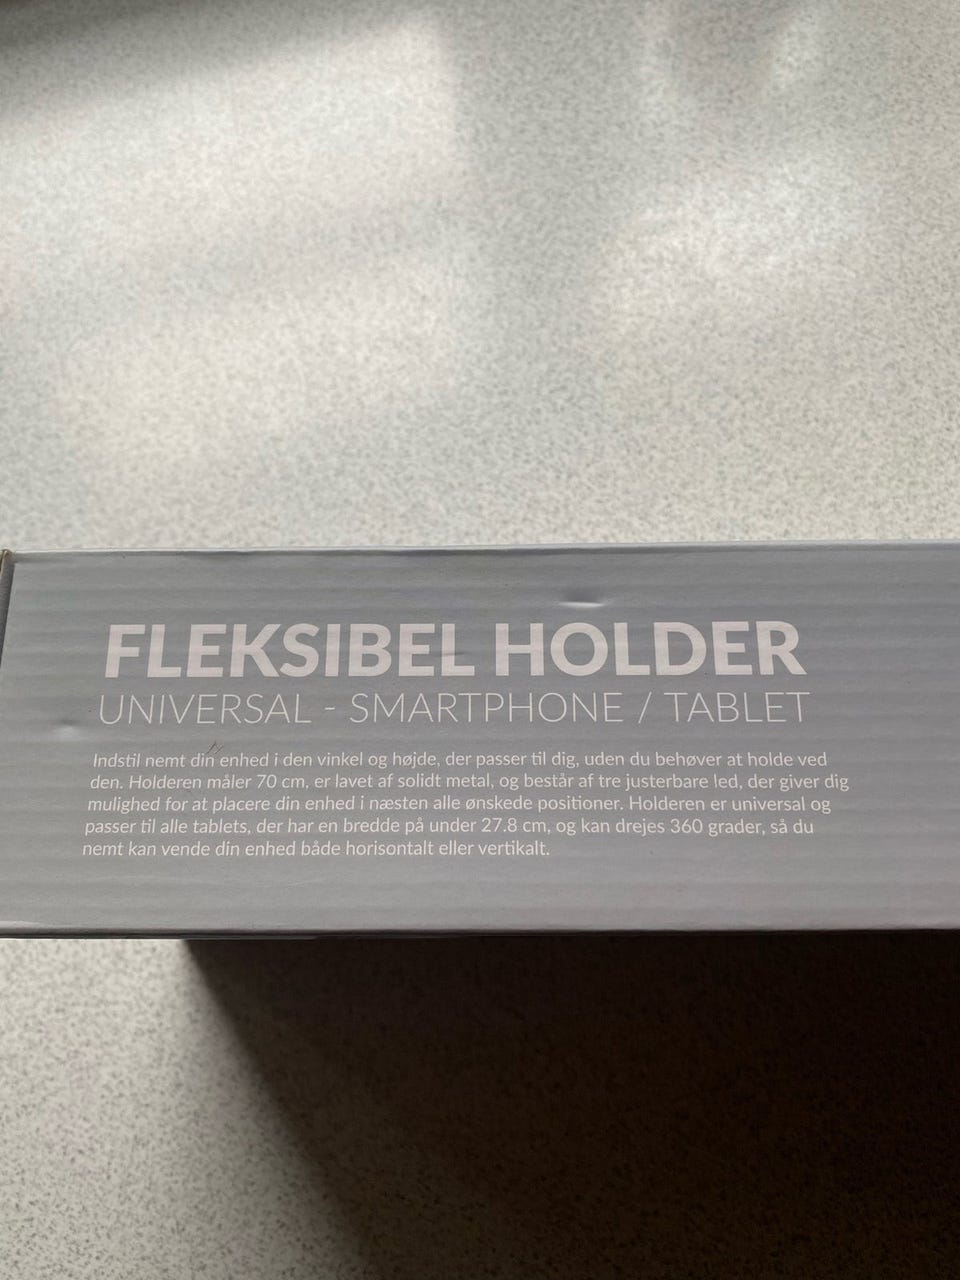 FLEKSIBEL HOLDER
UNIVERSAL - SMARTPHONE / TABLET
Indstil nemt din enhed i den vinkel og højde, der passer til dig, uden du behøver at holde ved
den. Holderen måler 70 cm, er lavet af solidt metal, og består af tre justerbare led, der giver dig
mulighed for at placere din enhed i næsten alle ønskede positioner. Holderen er universal og
passer til alle tablets, der har en bredde på under 27.8 cm, og kan drejes 360 grader, så du
nemt kan vende din enhed både horisontalt eller vertikalt.